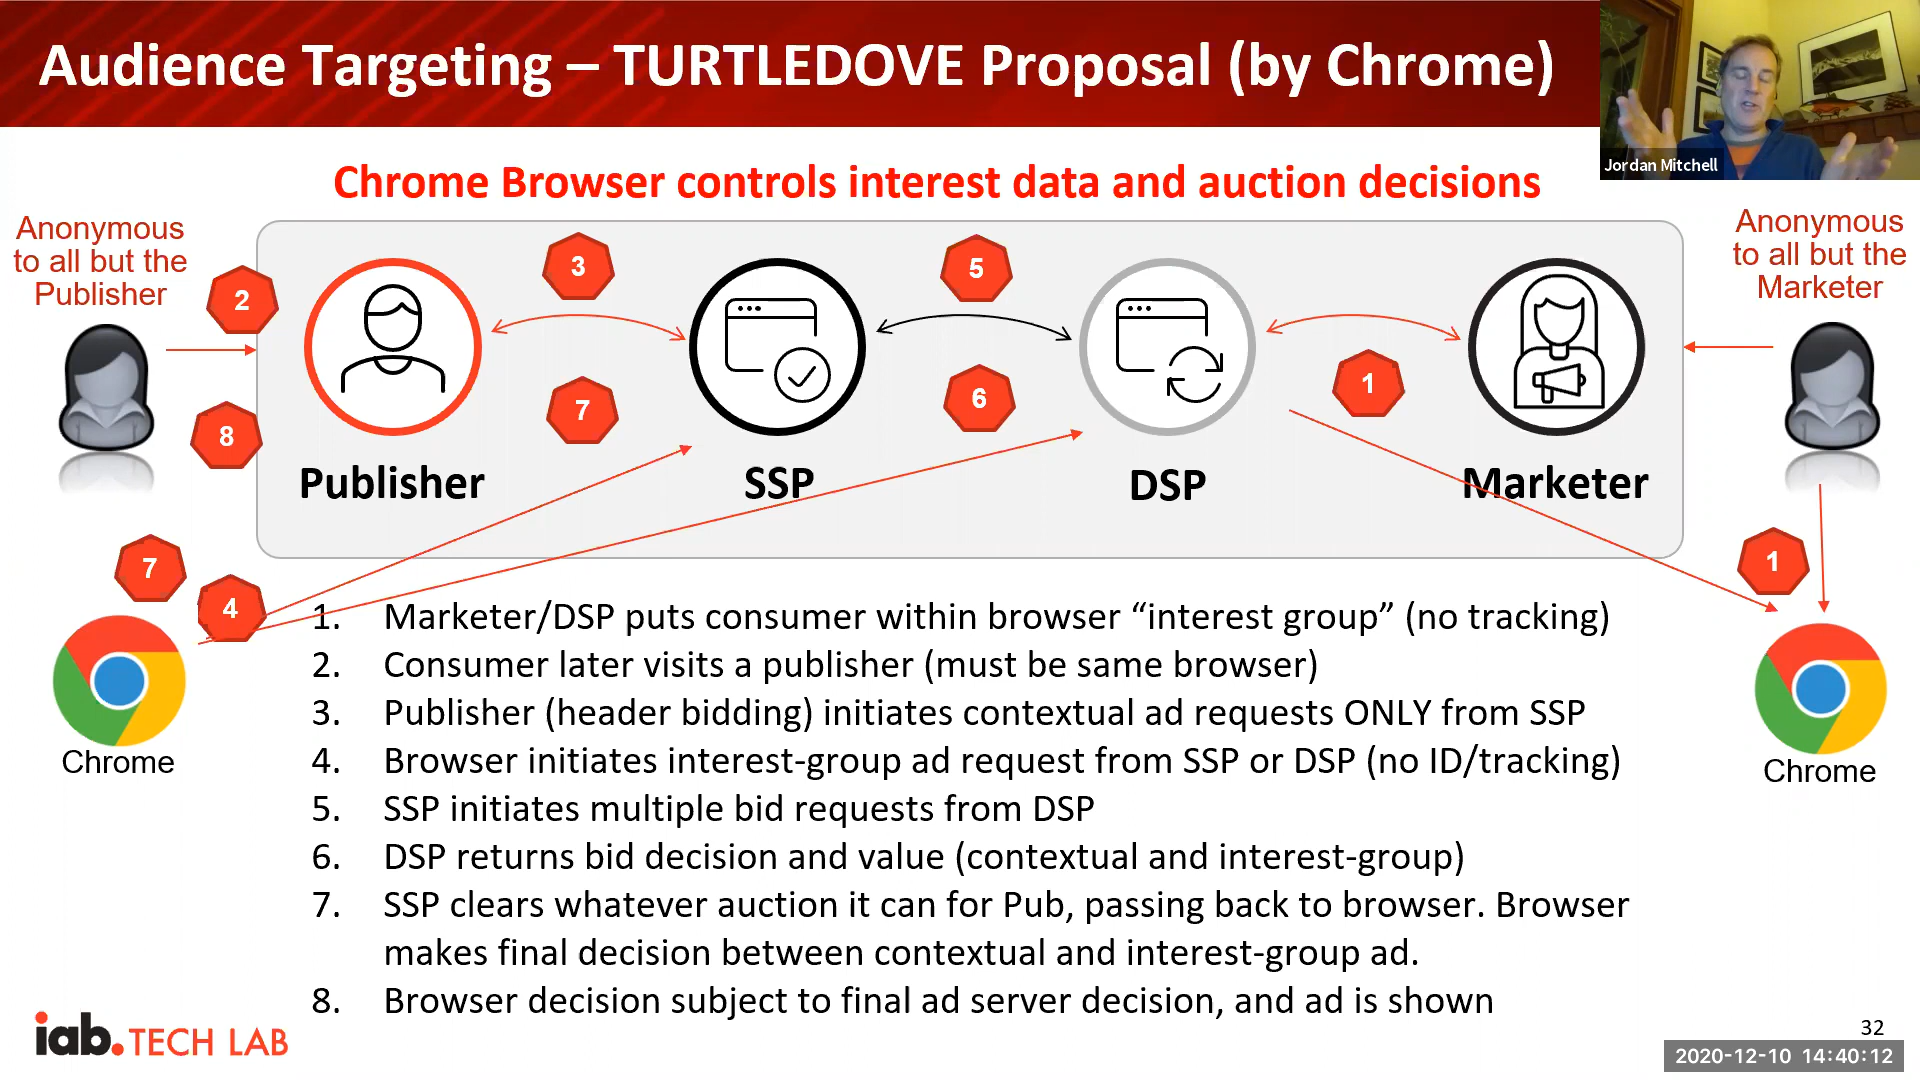 Audience Targeting – TURTLEDOVE Proposal (by Chrome)
Jordan Mitchell
Chrome Browser controls interest data and auction decisions
Anonymous
to all but the
Publisher
Anonymous
to all but the
Marketer
2
3
5
7
6
1
8
Publisher
SSP
DSP
Marketer
7
4
1
Chrome
Chrome
1. Marketer/DSP puts consumer within browser “interest group” (no tracking)
2. Consumer later visits a publisher (must be same browser)
3. Publisher (header bidding) initiates contextual ad requests ONLY from SSP
4. Browser initiates interest-group ad request from SSP or DSP (no ID/tracking)
5. SSP initiates multiple bid requests from DSP
6. DSP returns bid decision and value (contextual and interest-group)
7. SSP clears whatever auction it can for Pub, passing back to browser. Browser
makes final decision between contextual and interest-group ad.
8. Browser decision subject to final ad server decision, and ad is shown
iab.TECH LAB
32
2020-12-10 14:40:12